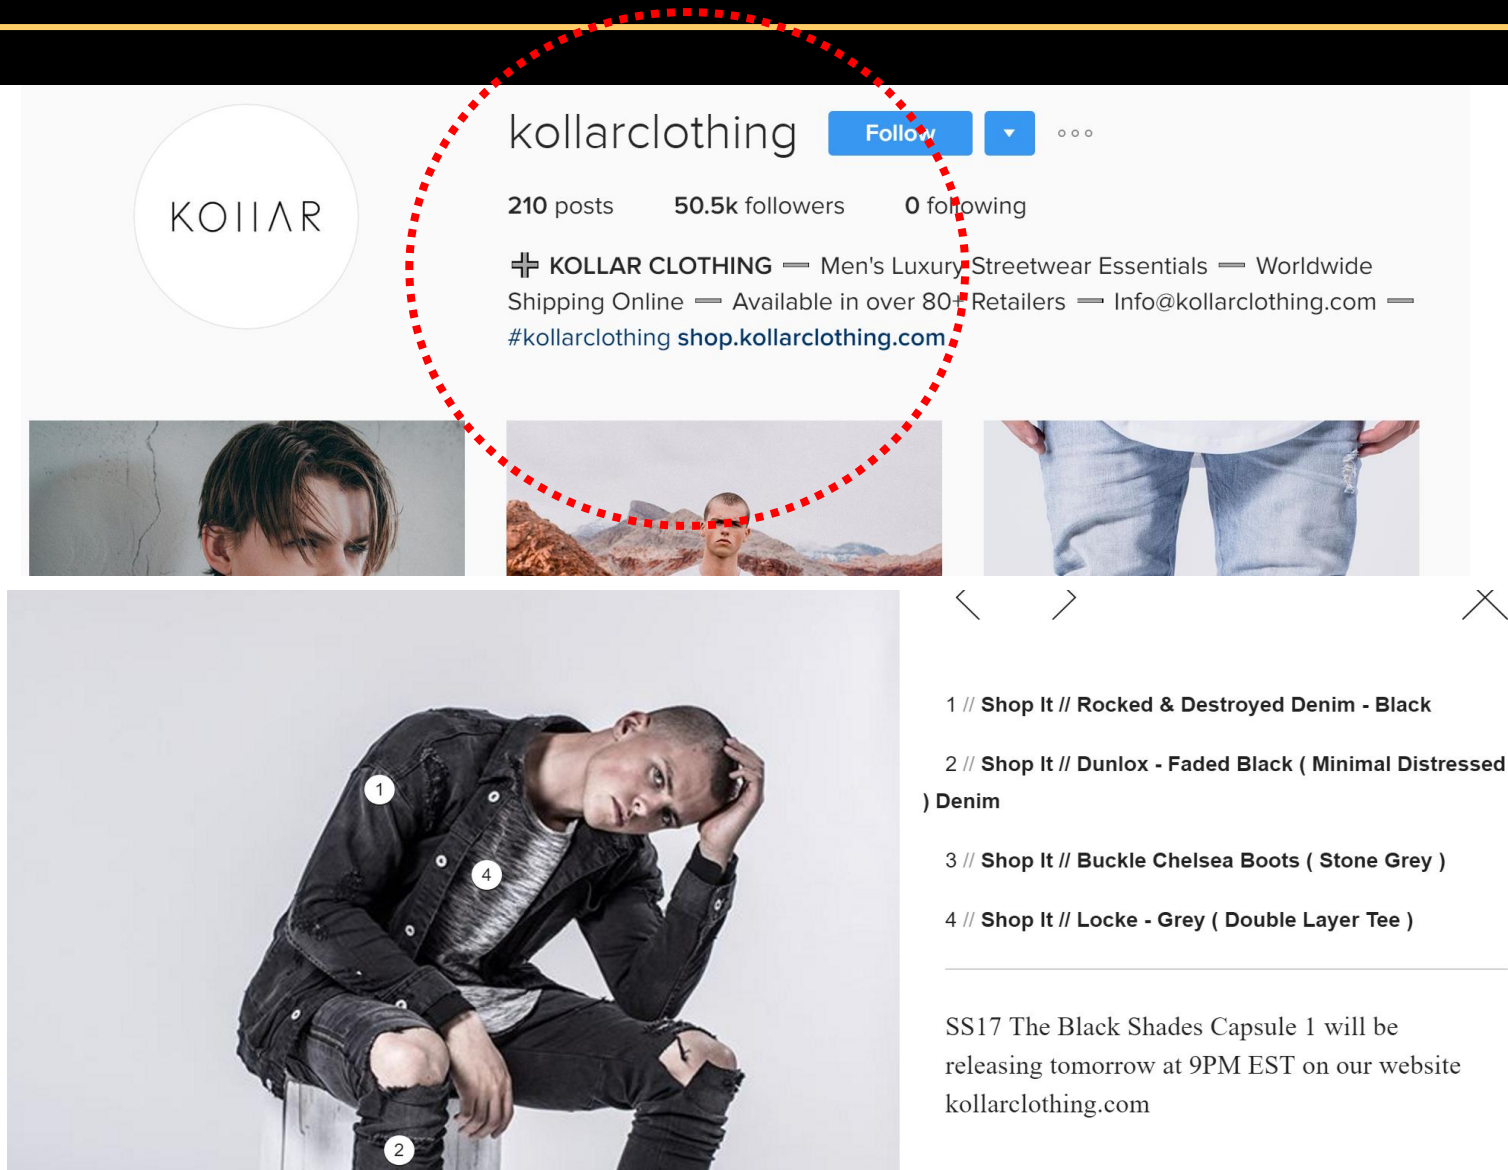 kollarclothing Follow
KOLLAR
210 posts 50.5k followers 0 following
KOLLAR CLOTHING — Men's Luxury Streetwear Essentials — Worldwide
Shipping Online — Available in over 80+ Retailers — Info@kollarclothing.com —
#kollarclothing shop.kollarclothing.com
1 // Shop It // Rocked & Destroyed Denim - Black
2 // Shop It // Dunlox - Faded Black ( Minimal Distressed
) Denim
3 // Shop It // Buckle Chelsea Boots ( Stone Grey )
4 // Shop It // Locke - Grey ( Double Layer Tee )
1
4
2
SS17 The Black Shades Capsule 1 will be
releasing tomorrow at 9PM EST on our website
kollarclothing.com